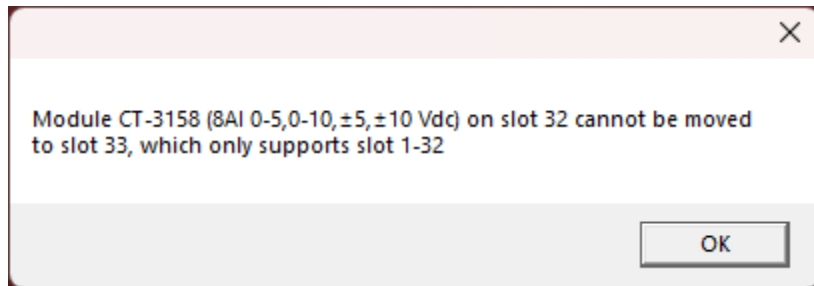 Module CT-3158 (8AI 0-5,0-10,±5,±10 Vdc) on slot 32 cannot be moved
to slot 33, which only supports slot 1-32
OK